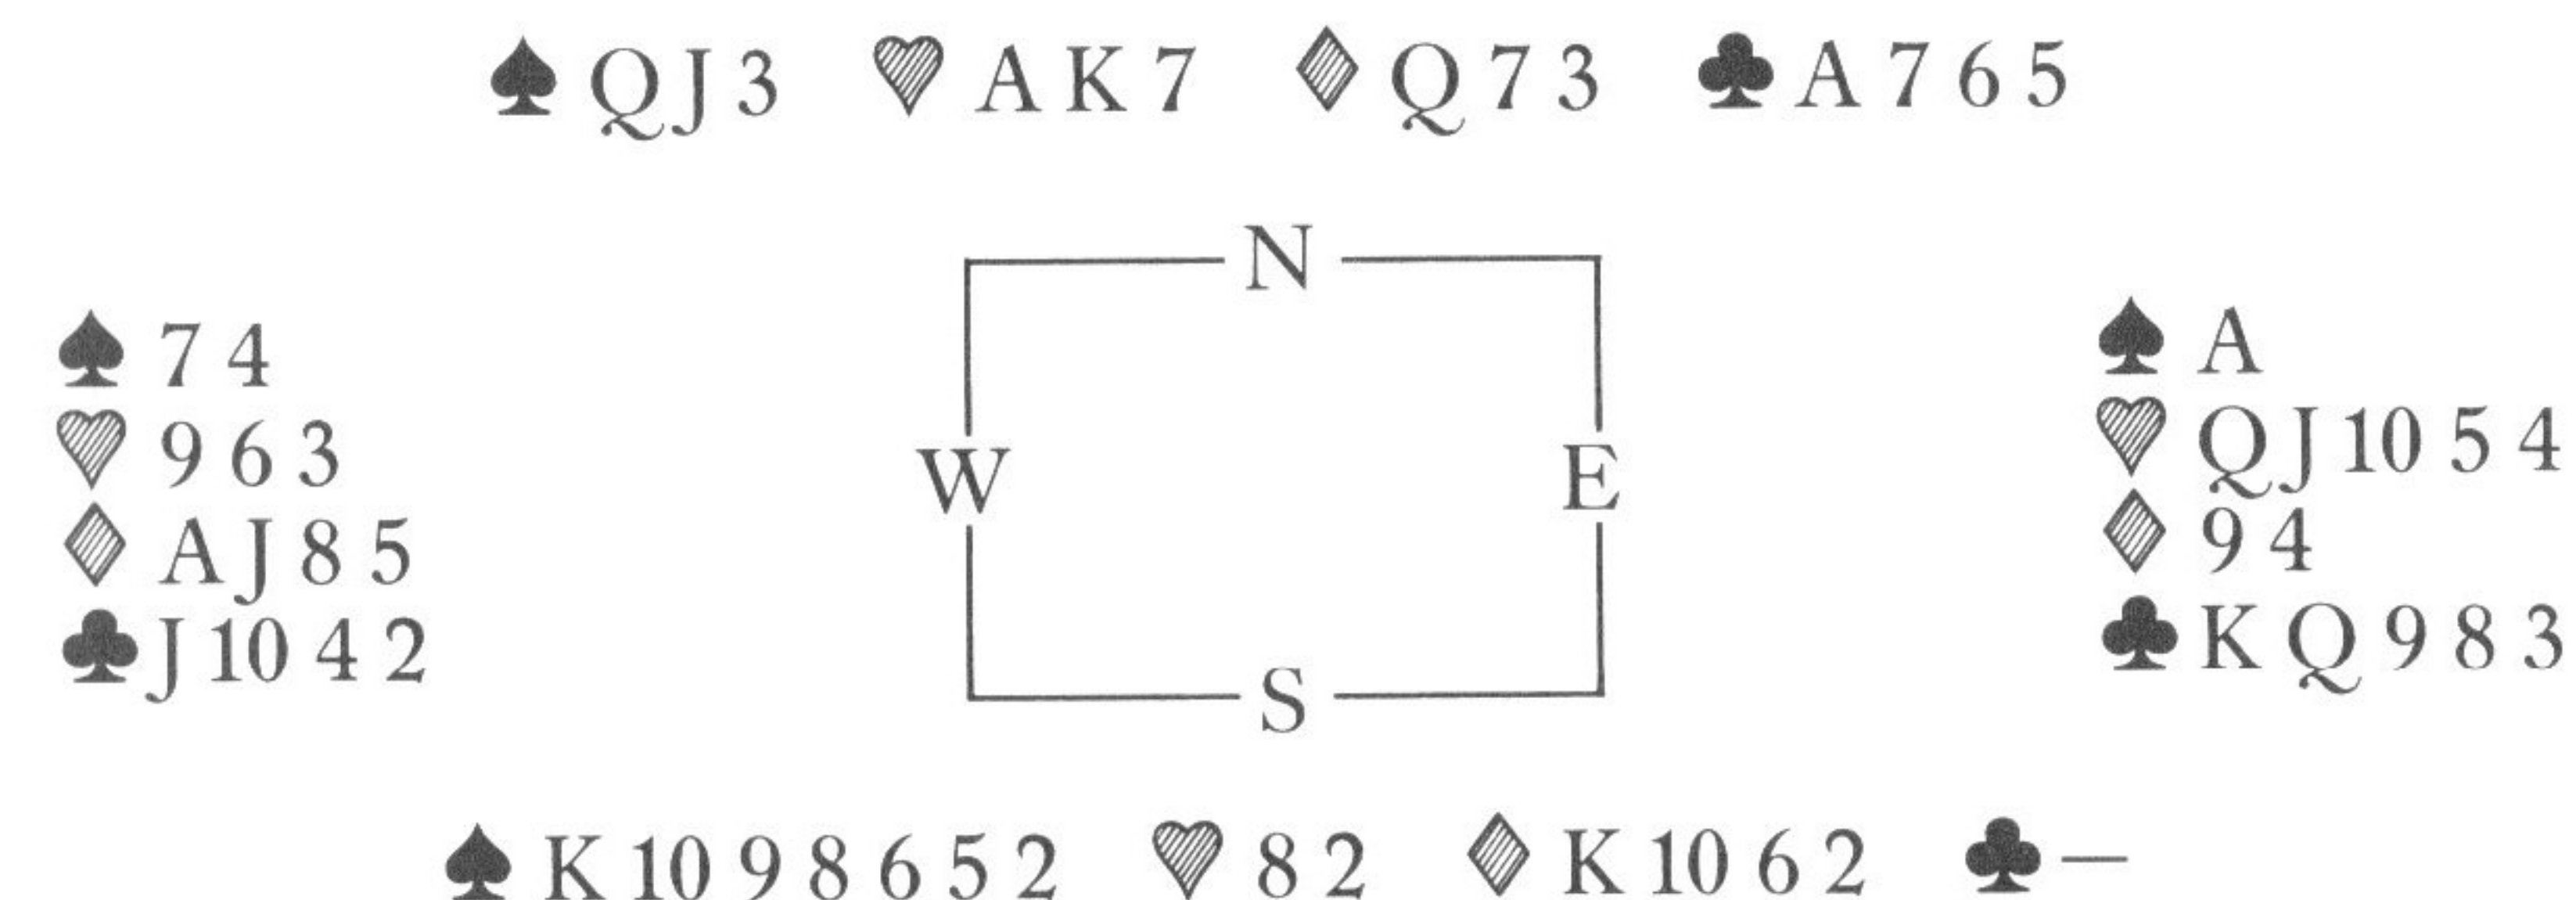 ♠ Q J 3 ♥ A K 7 ♦ Q 7 3 ♣ A 7 6 5
N
♠ 7 4
♥ 9 6 3
♦ A J 8 5
♣ J 10 4 2
W
E
♠ A
♥ Q J 10 5 4
♦ 9 4
♣ K Q 9 8 3
S
♠ K 10 9 8 6 5 2 ♥ 8 2 ♦ K 10 6 2 ♣ —